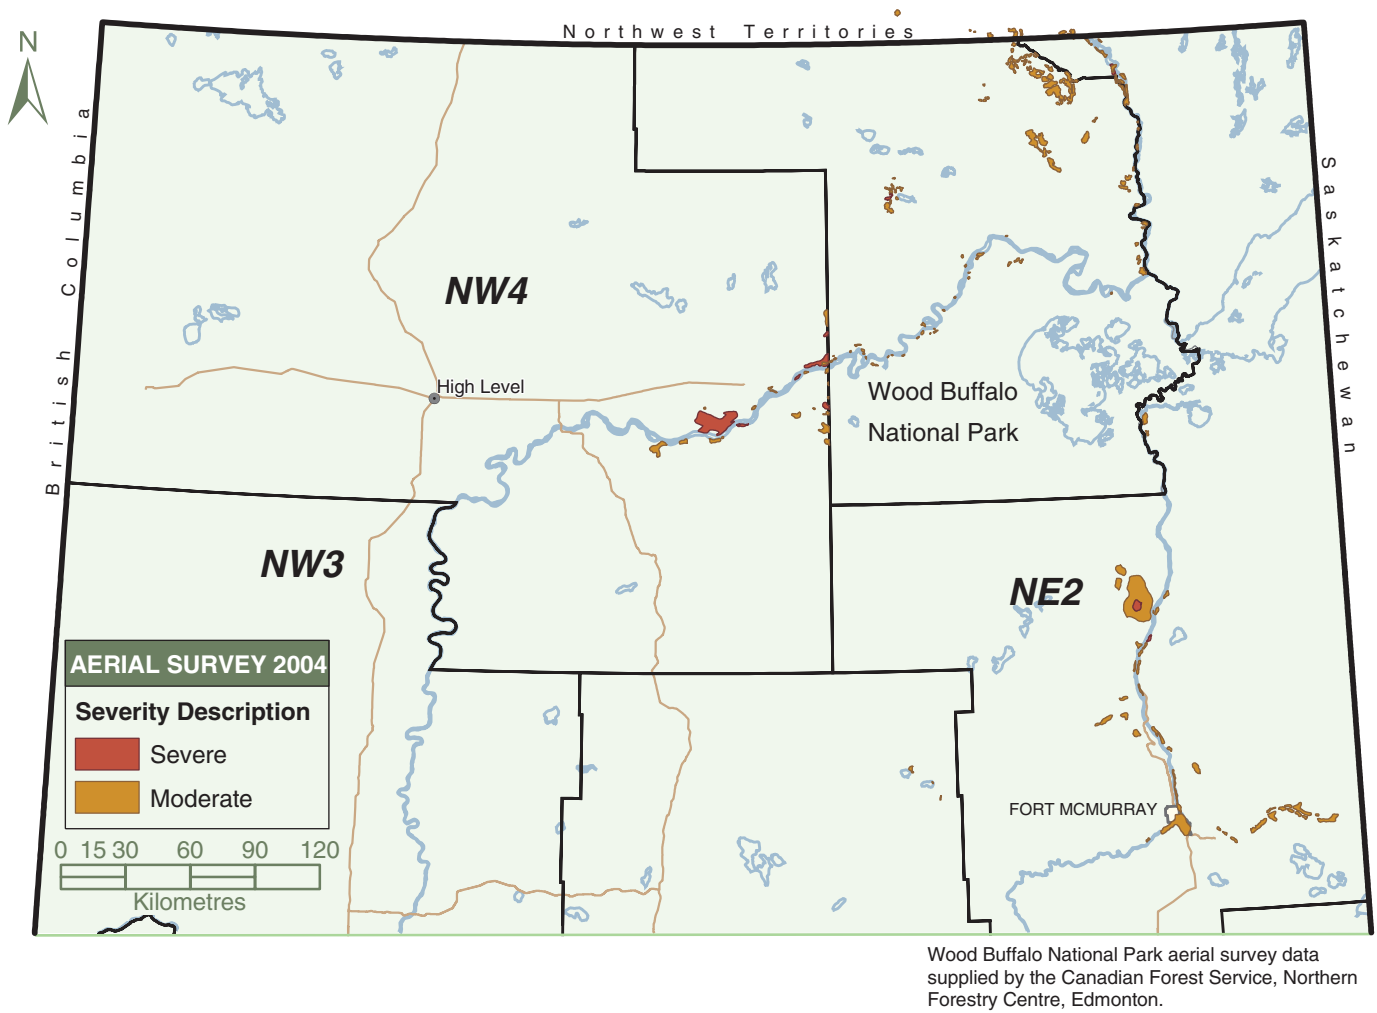 Northwest Territories
N
British Columbia
Saskatchewan
NW4
High Level
Wood Buffalo
National Park
NW3
NE2
AERIAL SURVEY 2004
Severity Description
Severe
Moderate
FORT MCMURRAY
0 15 30 60 90 120
Kilometres
Wood Buffalo National Park aerial survey data
supplied by the Canadian Forest Service, Northern
Forestry Centre, Edmonton.